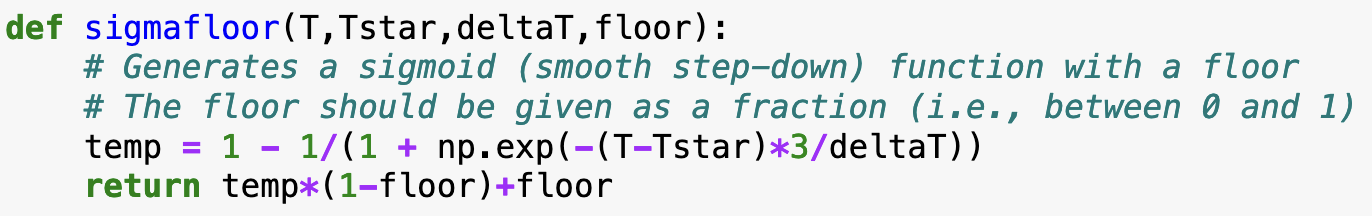 def sigmafloor(T,Tstar,deltaT,floor):
    # Generates a sigmoid (smooth step-down) function with a floor
    # The floor should be given as a fraction (i.e., between 0 and 1)
    temp = 1 - 1/(1 + np.exp(-(T-Tstar)*3/deltaT))
    return temp*(1-floor)+floor